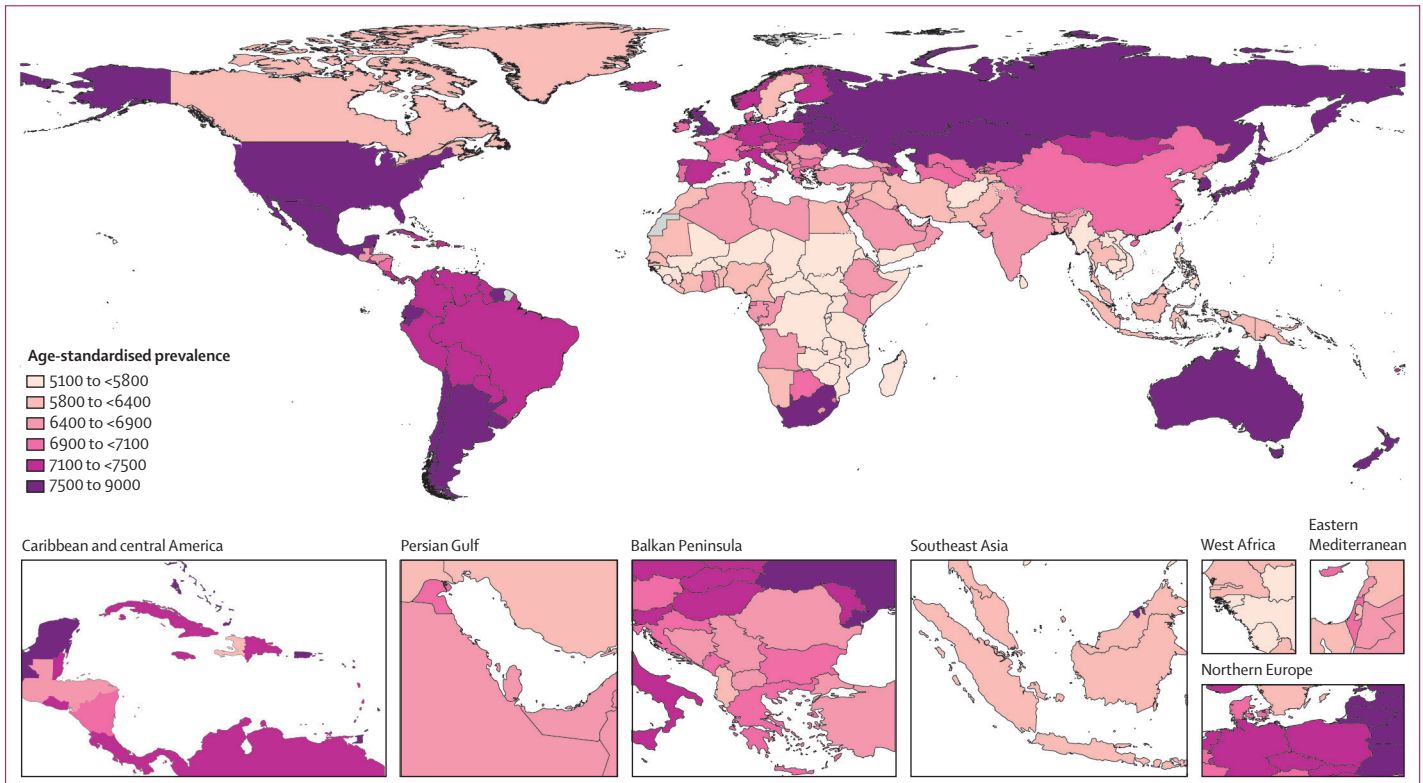 Age-standardised prevalence
5100 to <5800
5800 to <6400
6400 to <6900
6900 to <7100
7100 to <7500
7500 to 9000
Caribbean and central America
Persian Gulf
Balkan Peninsula
Southeast Asia
West Africa
Eastern
Mediterranean
Northern Europe